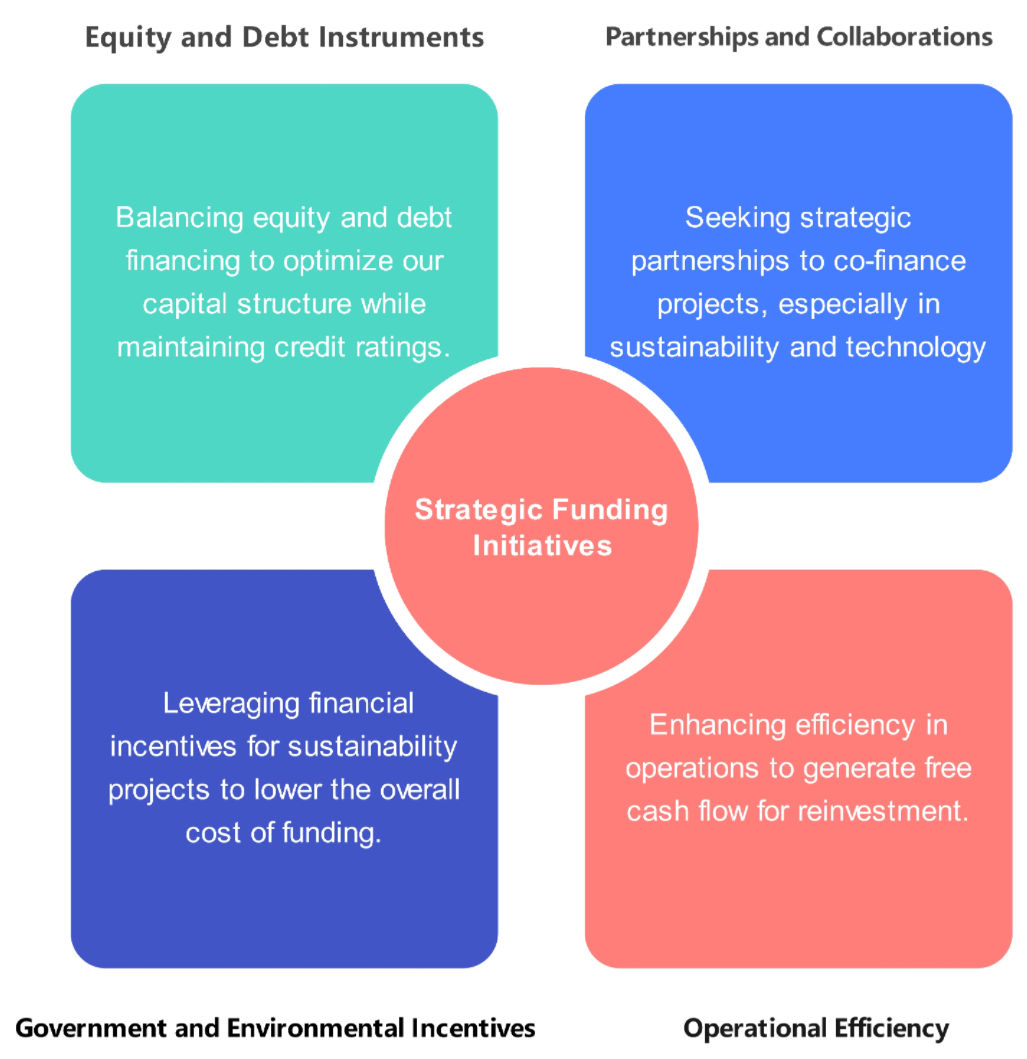 Equity and Debt Instruments
Partnerships and Collaborations
Balancing equity and debt
financing to optimize our
capital structure while
maintaining credit ratings.
Seeking strategic
partnerships to co-finance
projects, especially in
sustainability and technology
Strategic Funding
Initiatives
Leveraging financial
incentives for sustainability
projects to lower the overall
cost of funding.
Enhancing efficiency in
operations to generate free
cash flow for reinvestment.
Government and Environmental Incentives
Operational Efficiency